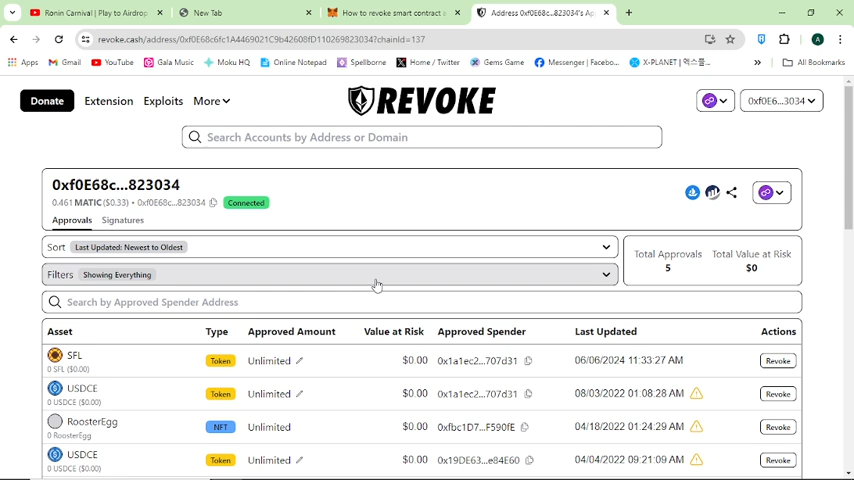 Ronin Carnival | Play to Airdrop
New Tab
How to revoke smart contract
Address 0xf0E68c...823034's Ap
revoke.cash/address/0xf0E68c6fc1A4469021C9b42608fD110269823034?chainId=137
Apps
Gmail
YouTube
Gala Music
Moku HQ
Online Notepad
Spellborne
Home / Twitter
Gems Game
Messenger | Faceboo...
All Bookmarks
Donate
Extension
Exploits
More
REVOKE
0xf0E6...3034
Search Accounts by Address or Domain
0xf0E68c...823034
0.461 MATIC ($0.33) • 0xf0E68c...823034
Connected
Approvals
Signatures
Sort
Last Updated: Newest to Oldest
Filters
Showing Everything
Total Approvals
5
Total Value at Risk
$0
Search by Approved Spender Address
Asset Type Approved Amount Value at Risk Approved Spender Last Updated Actions
SFL
0 SFL ($0.00)
Token Unlimited $0.00 0x1a1ec2...707d31 06/06/2024 11:33:27 AM Revoke
USDCE
0 USDCE ($0.00)
Token Unlimited $0.00 0x1a1ec2...707d31 08/03/2022 01:08:28 AM Revoke
RoosterEgg
0 RoosterEgg
NFT Unlimited $0.00 0xfbc1D7...F590fE 04/18/2022 01:24:29 AM Revoke
USDCE
0 USDCE ($0.00)
Token Unlimited $0.00 0x19DE63...e84E60 04/04/2022 09:21:09 AM Revoke